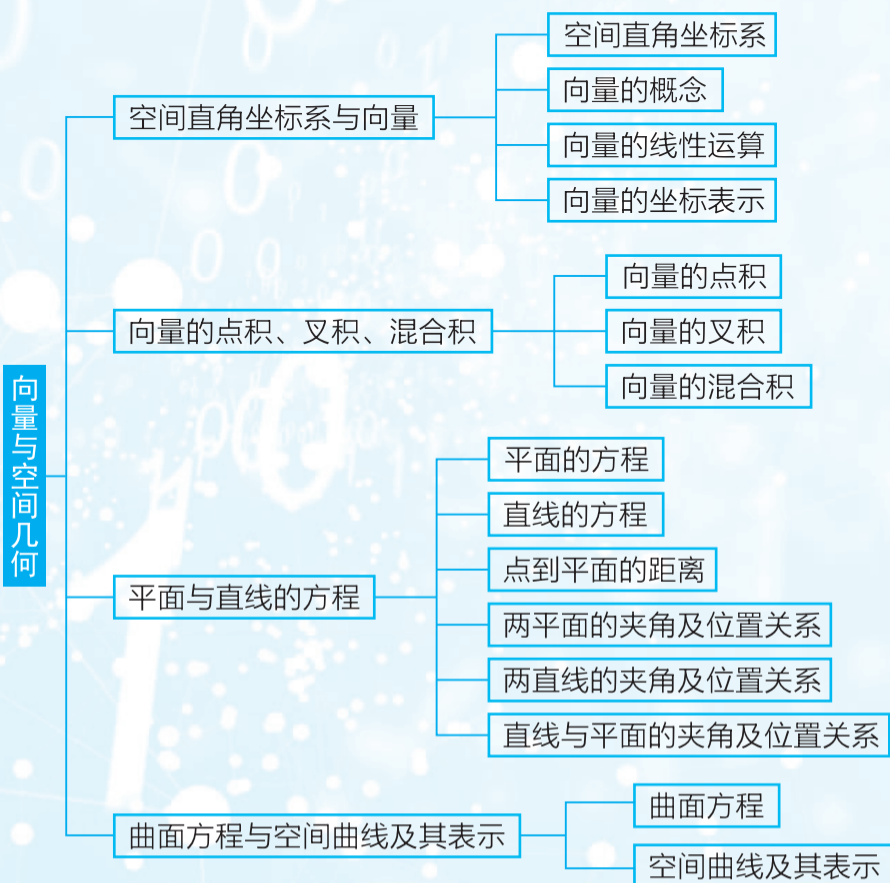 向量与空间几何
空间直角坐标系与向量
空间直角坐标系
向量的概念
向量的线性运算
向量的坐标表示
向量的点积、叉积、混合积
向量的点积
向量的叉积
向量的混合积
平面与直线的方程
平面的方程
直线的方程
点到平面的距离
两平面的夹角及位置关系
两直线的夹角及位置关系
直线与平面的夹角及位置关系
曲面方程与空间曲线及其表示
曲面方程
空间曲线及其表示